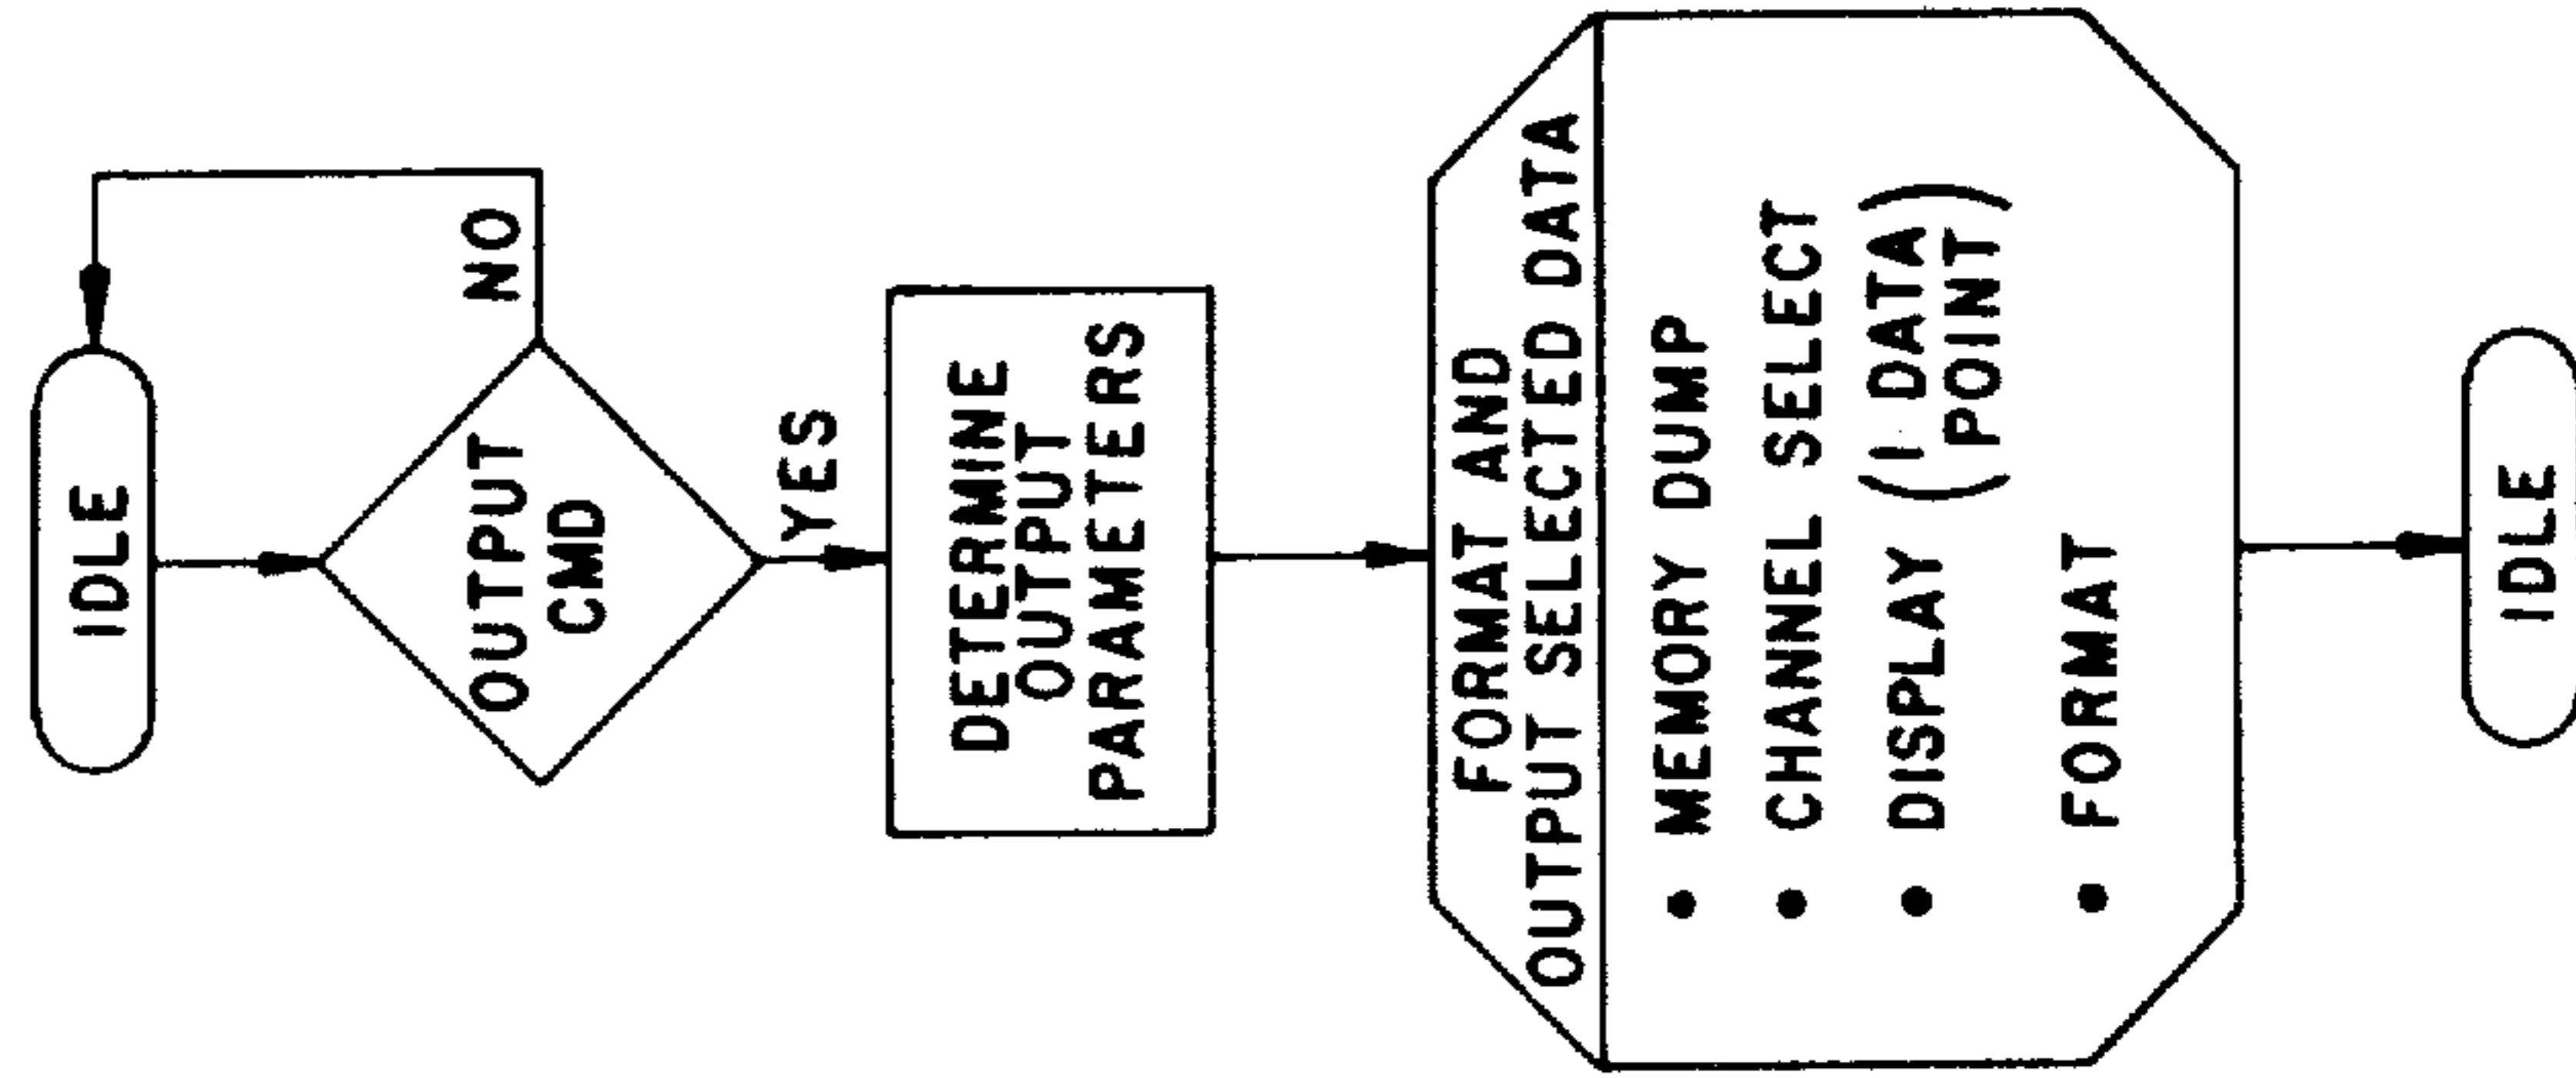 IDLE
OUTPUT
CMD
NO
YES
DETERMINE
OUTPUT
PARAMETERS
FORMAT AND
OUTPUT SELECTED DATA
• MEMORY DUMP
• CHANNEL SELECT
• DISPLAY (1 DATA)
(POINT)
• FORMAT
IDLE